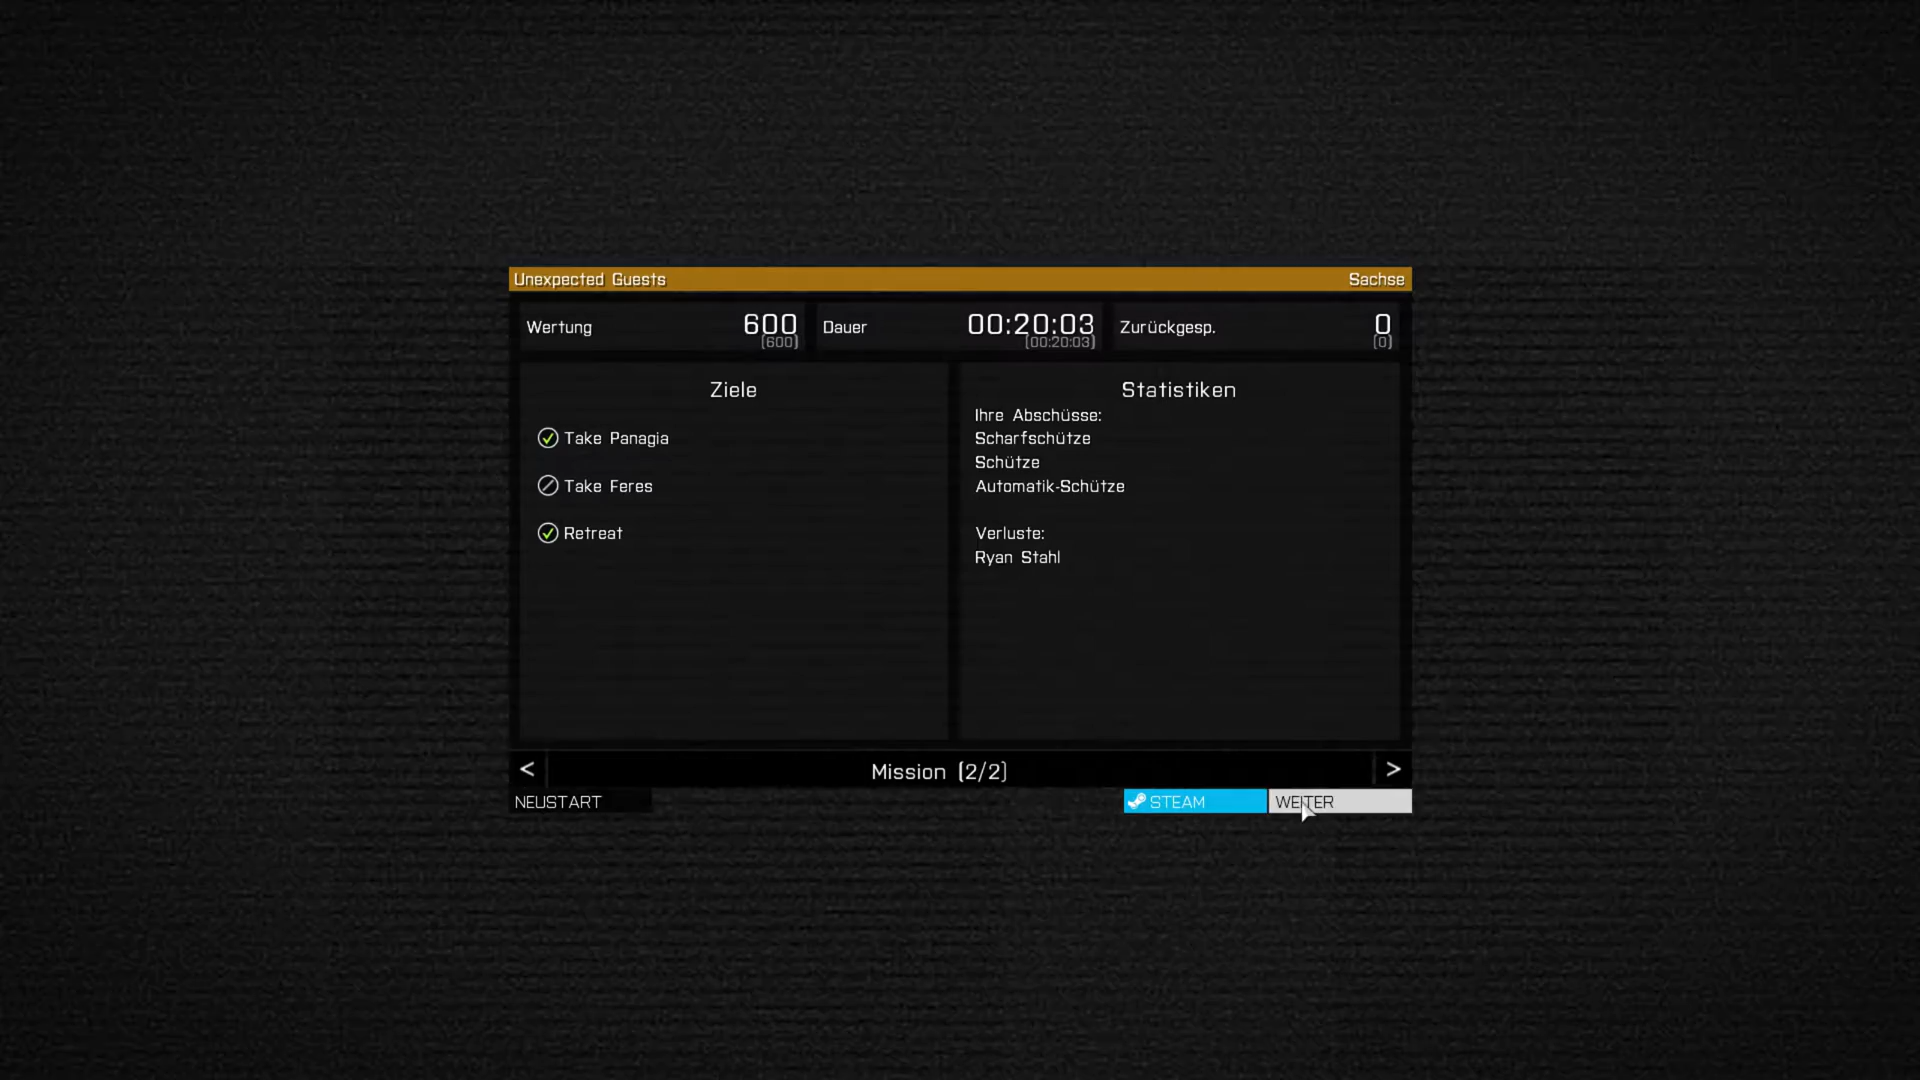 Unexpected Guests Sachse
Wertung 600 Dauer 00:20:03 Zurückgesp. 0
(600) (00:20:03) (0)
Ziele
Take Panagia
Take Feres
Retreat
Statistiken
Ihre Abschüsse:
Scharfschütze
Schütze
Automatik-Schütze
Verluste:
Ryan Stahl
< Mission (2/2) >
NEUSTART STEAM WEITER